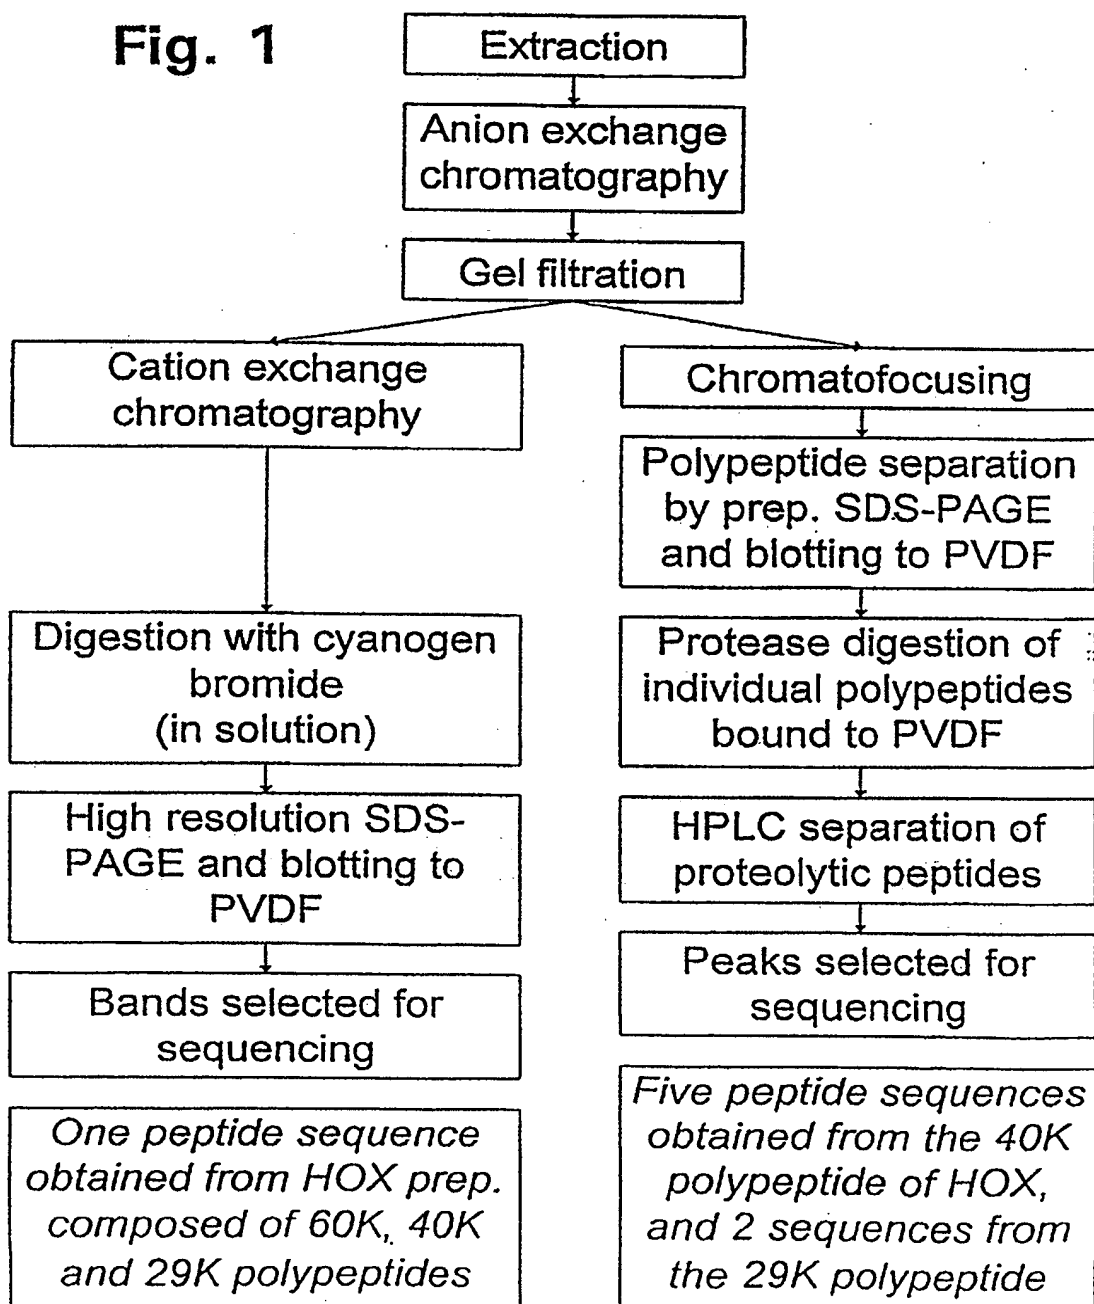 Fig. 1
Extraction
Anion exchange
chromatography
Gel filtration
Cation exchange
chromatography
Digestion with cyanogen
bromide
(in solution)
High resolution SDS-
PAGE and blotting to
PVDF
Bands selected for
sequencing
One peptide sequence
obtained from HOX prep.
composed of 60K, 40K
and 29K polypeptides
Chromatofocusing
Polypeptide separation
by prep. SDS-PAGE
and blotting to PVDF
Protease digestion of
individual polypeptides
bound to PVDF
HPLC separation of
proteolytic peptides
Peaks selected for
sequencing
Five peptide sequences
obtained from the 40K
polypeptide of HOX,
and 2 sequences from
the 29K polypeptide